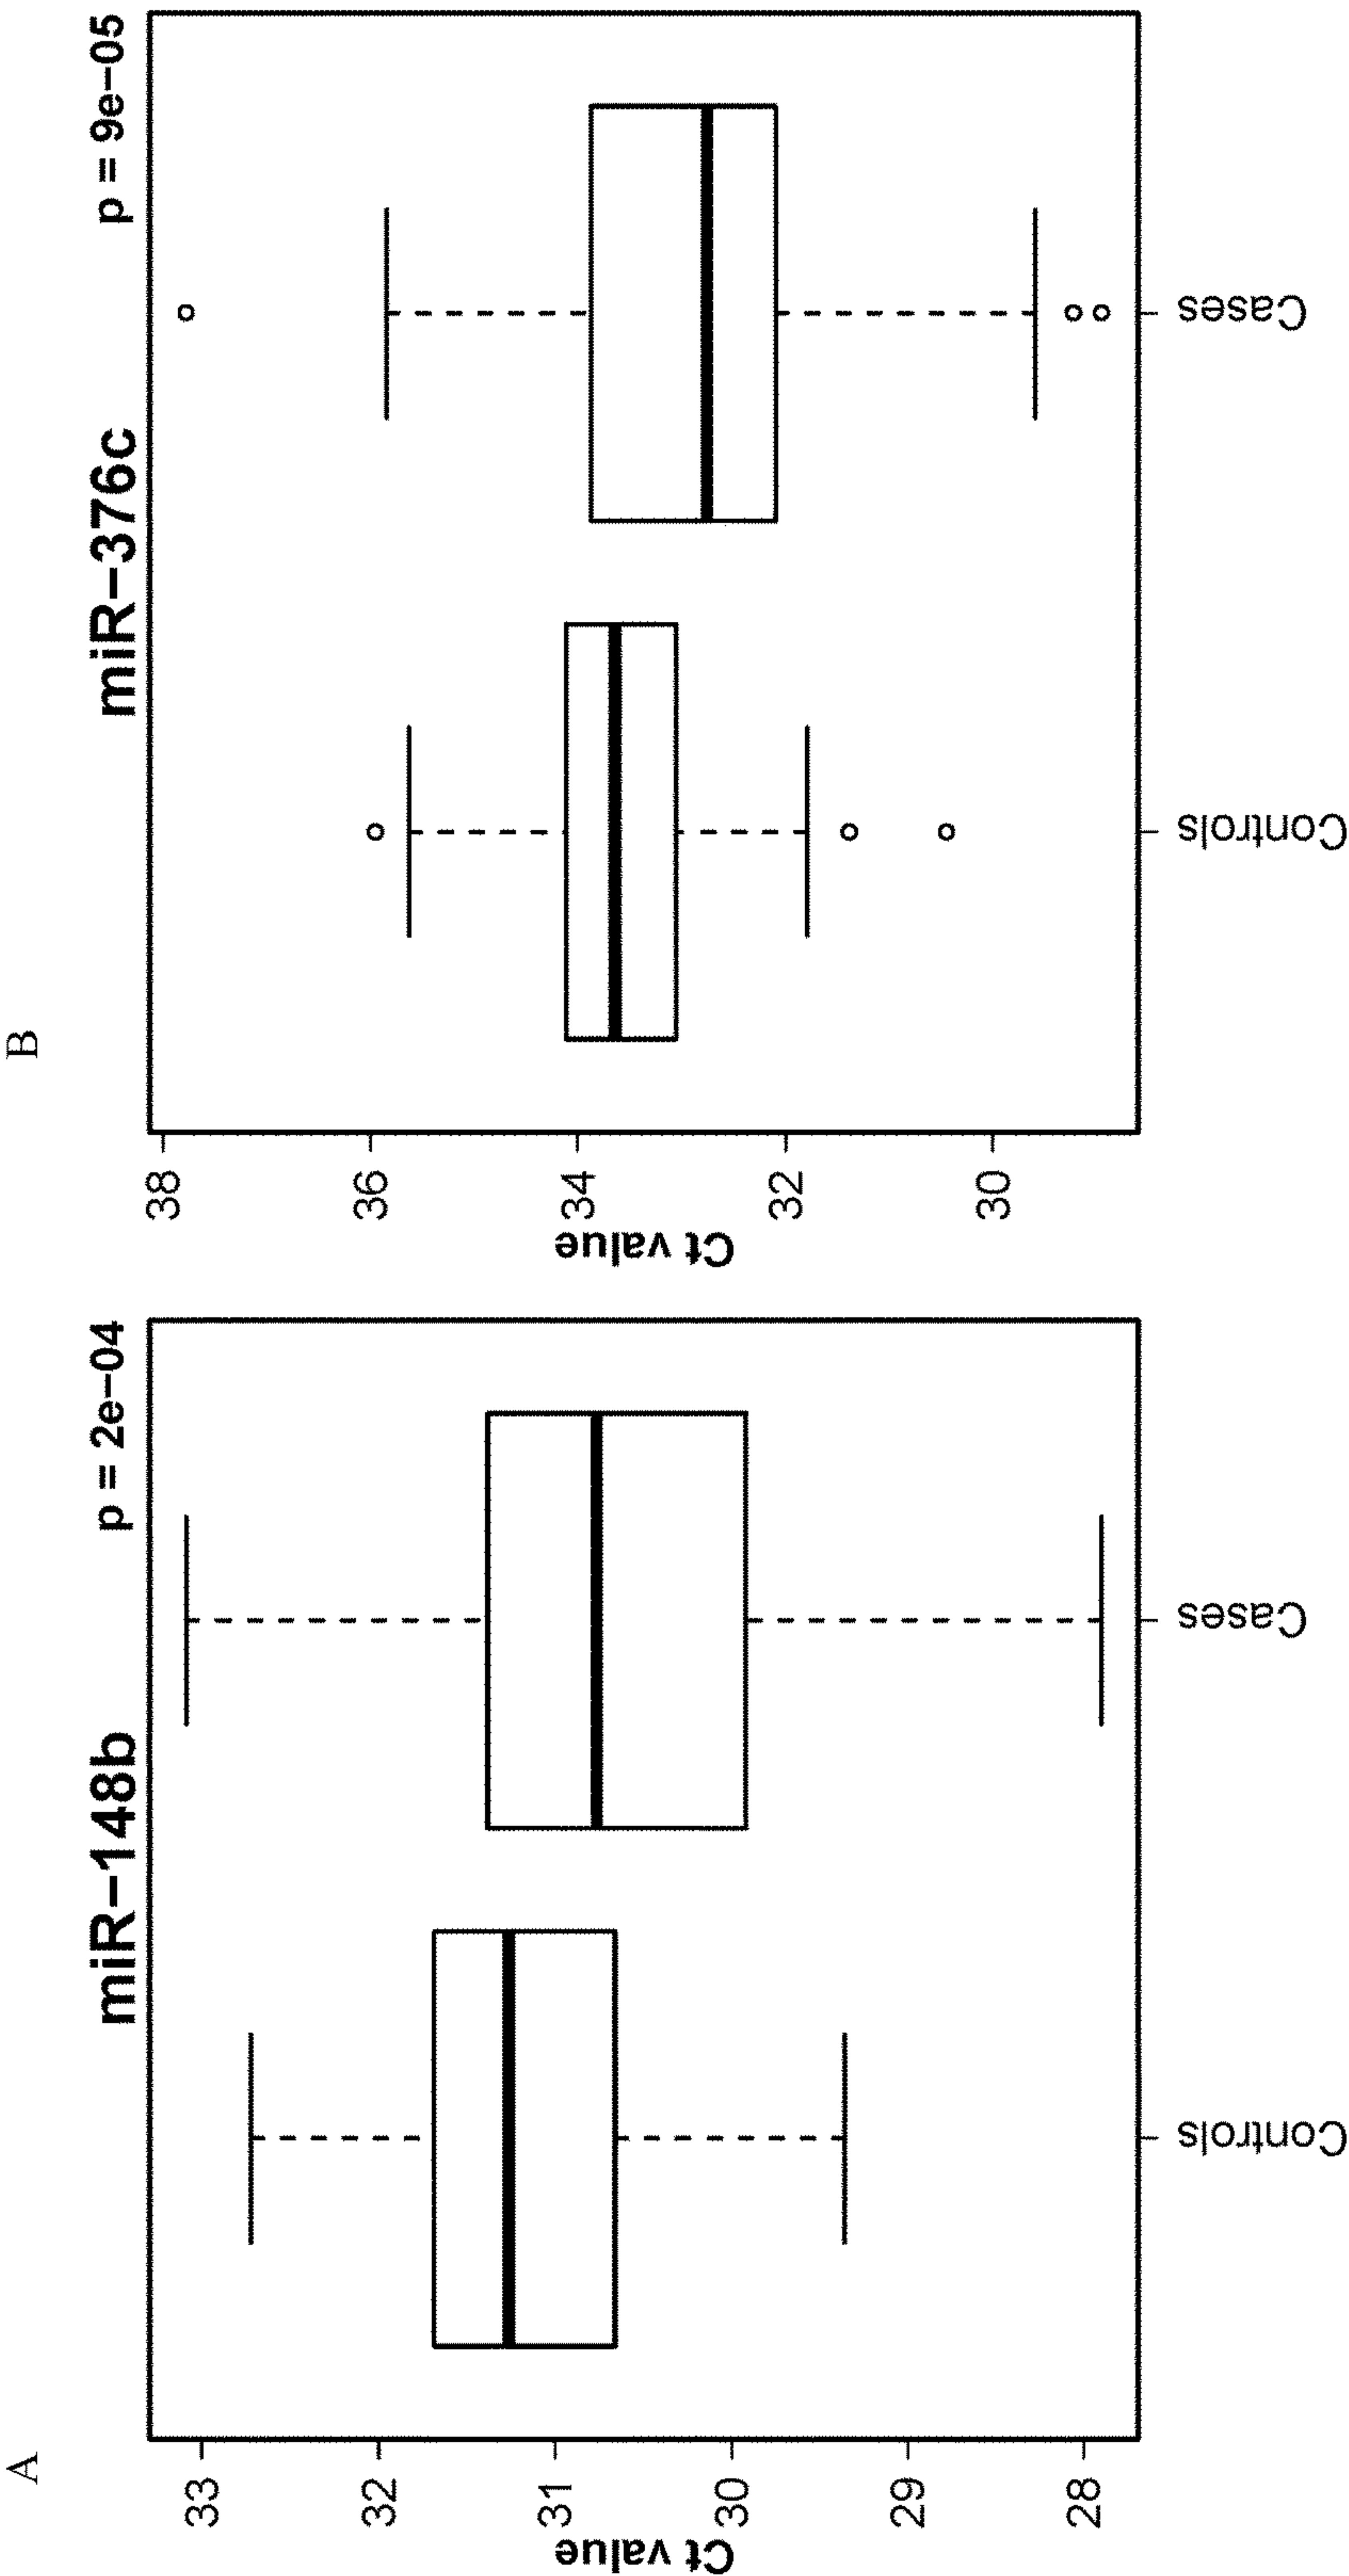 A
miR−148b
p = 2e−04
Ct value
33
32
31
30
29
28
Controls
Cases
B
miR−376c
p = 9e−05
Ct value
38
36
34
32
30
Controls
Cases